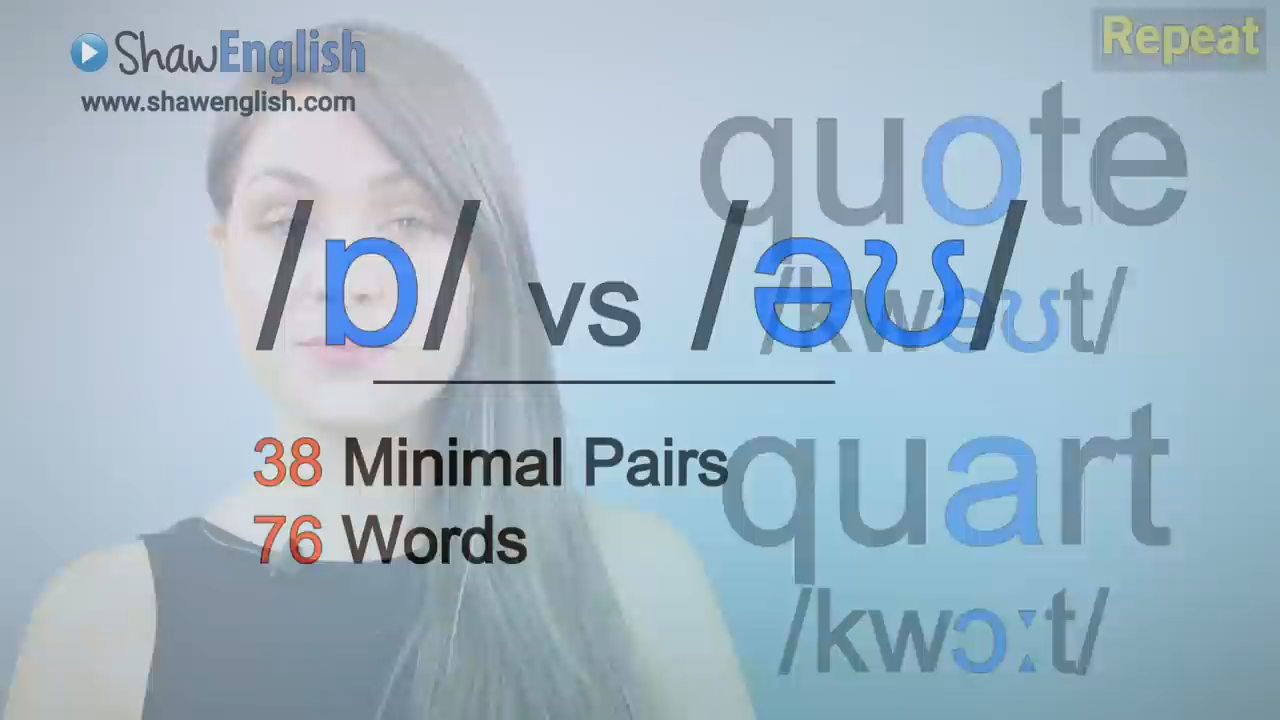 ShawEnglish
www.shawenglish.com
Repeat
quote
/kwəʊt/
/ɒ/ vs /əʊ/
38 Minimal Pairs
76 Words
quart
/kwɔːt/